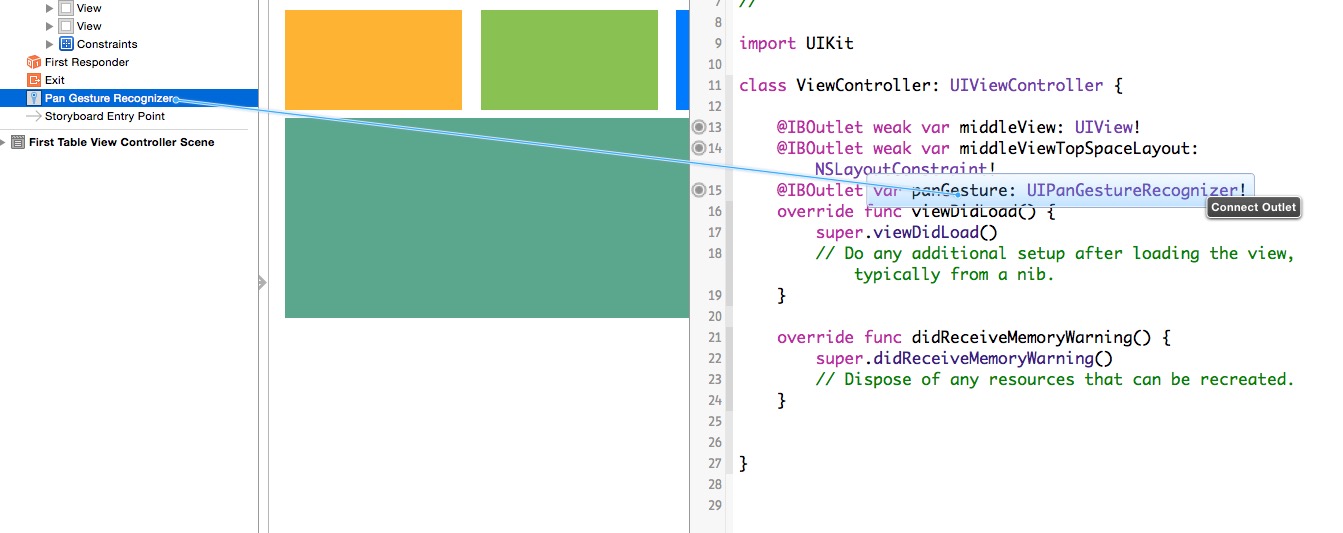 View
View
Constraints
First Responder
Exit
Pan Gesture Recognizer
Storyboard Entry Point
First Table View Controller Scene
7 //
8
9 import UIKit
10
11 class ViewController: UIViewController {
12
13 @IBOutlet weak var middleView: UIView!
14 @IBOutlet weak var middleViewTopSpaceLayout:
NSLayoutConstraint!
15 @IBOutlet var panGesture: UIPanGestureRecognizer!
Connect Outlet
16 override func viewDidLoad() {
17 super.viewDidLoad()
18 // Do any additional setup after loading the view,
typically from a nib.
19 }
20
21 override func didReceiveMemoryWarning() {
22 super.didReceiveMemoryWarning()
23 // Dispose of any resources that can be recreated.
24 }
25
26
27 }
28
29